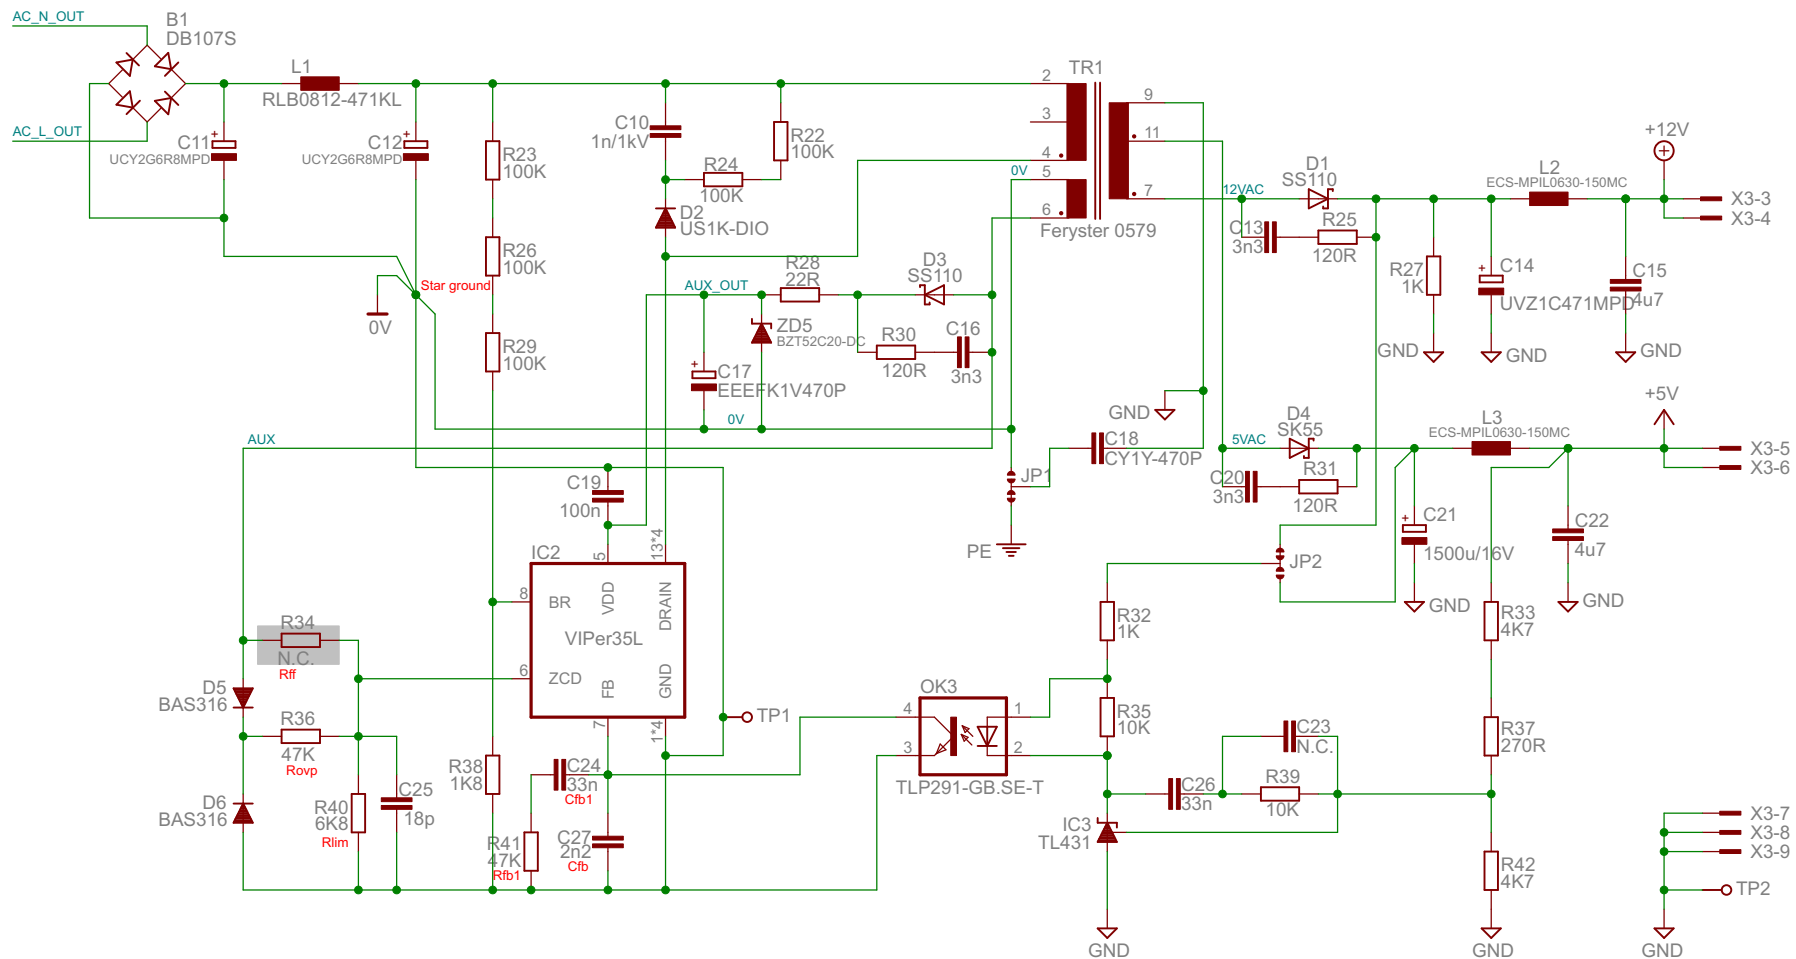 AC_N_OUT
B1
DB107S
AC_L_OUT
L1
RLB0812-471KL
C11
UCY2G6R8MPD
+
C12
UCY2G6R8MPD
+
R23
100K
R26
100K
R29
100K
C10
1n/1kV
R22
100K
R24
100K
D2
US1K-DIO
TR1
2
3
4
5
6
9
11
7
0V
Feryster 0579
Star ground
0V
AUX_OUT
R28
22R
D3
SS110
ZD5
BZT52C20-DC
R30
120R
C16
3n3
+
C17
EEEFK1V470P
0V
AUX
12VAC
D1
SS110
C13
3n3
R25
120R
R27
1K
GND
+
C14
UVZ1C471MPD
GND
L2
ECS-MPIL0630-150MC
C15
4u7
GND
+12V
X3-3
X3-4
GND
C18
CY1Y-470P
JP1
PE
5VAC
D4
SK55
C20
3n3
R31
120R
L3
ECS-MPIL0630-150MC
+5V
X3-5
X3-6
+
C21
1500u/16V
GND
C22
4u7
GND
JP2
C19
100n
IC2
5
13*4
8
BR
VDD
DRAIN
VIPer35L
6
ZCD
FB
GND
7
1*4
TP1
R34
N.C.
Rff
D5
BAS316
R36
47K
Rovp
D6
BAS316
R40
6K8
Rlim
C25
18p
R38
1K8
C24
33n
Cfb1
R41
47K
Rfb1
C27
2n2
Cfb
OK3
4
3
1
2
TLP291-GB.SE-T
R32
1K
R35
10K
C23
N.C.
C26
33n
R39
10K
IC3
TL431
GND
R33
4K7
R37
270R
R42
4K7
GND
X3-7
X3-8
X3-9
TP2
GND